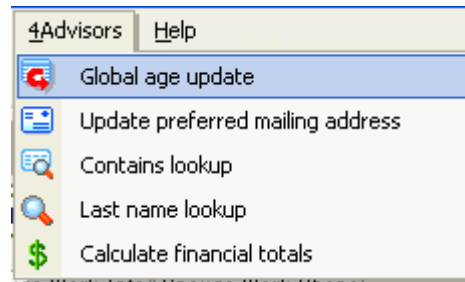 4Advisors Help
Global age update
Update preferred mailing address
Contains lookup
Last name lookup
Calculate financial totals